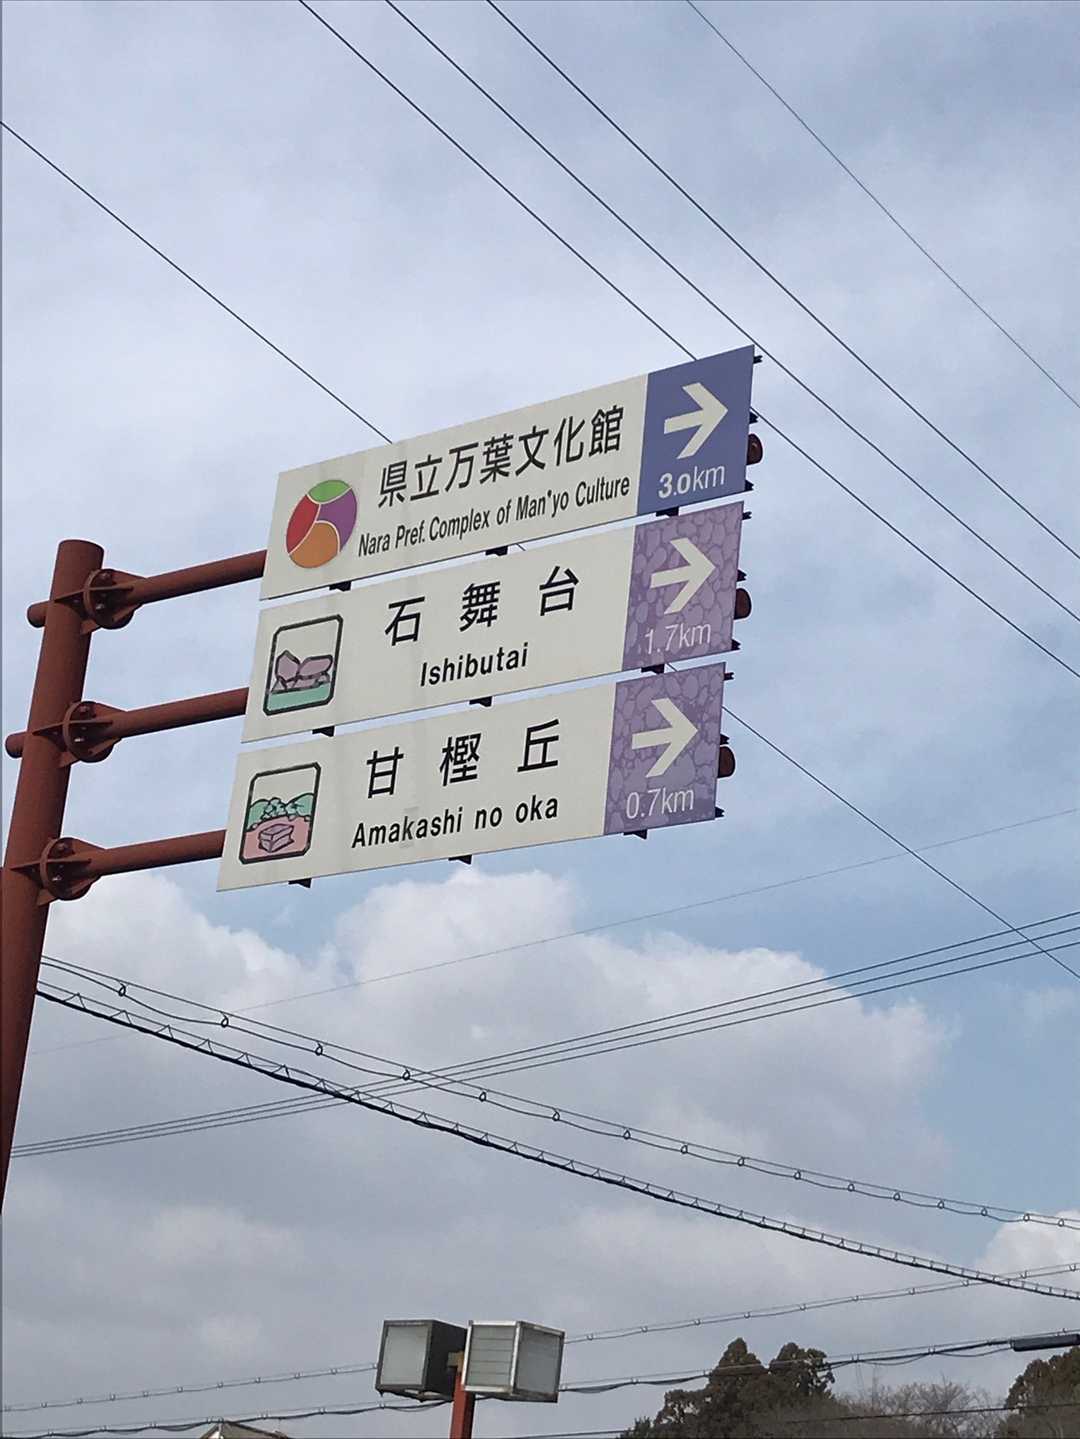 県立万葉文化館
Nara Pref. Complex of Man'yo Culture
3.0km
石舞台
Ishibutai
1.7km
甘樫丘
Amakashi no oka
0.7km